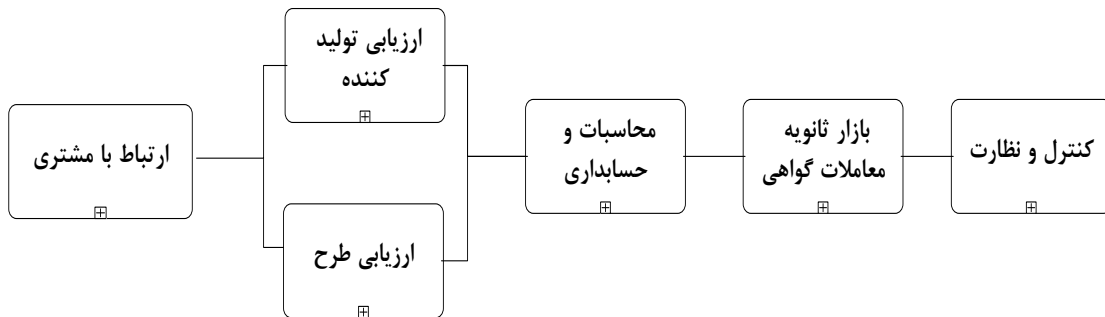 ارتباط با مشتری
ارزیابی تولید
کننده
ارزیابی طرح
محاسبات و
حسابداری
بازار ثانویه
معاملات گواهی
کنترل و نظارت